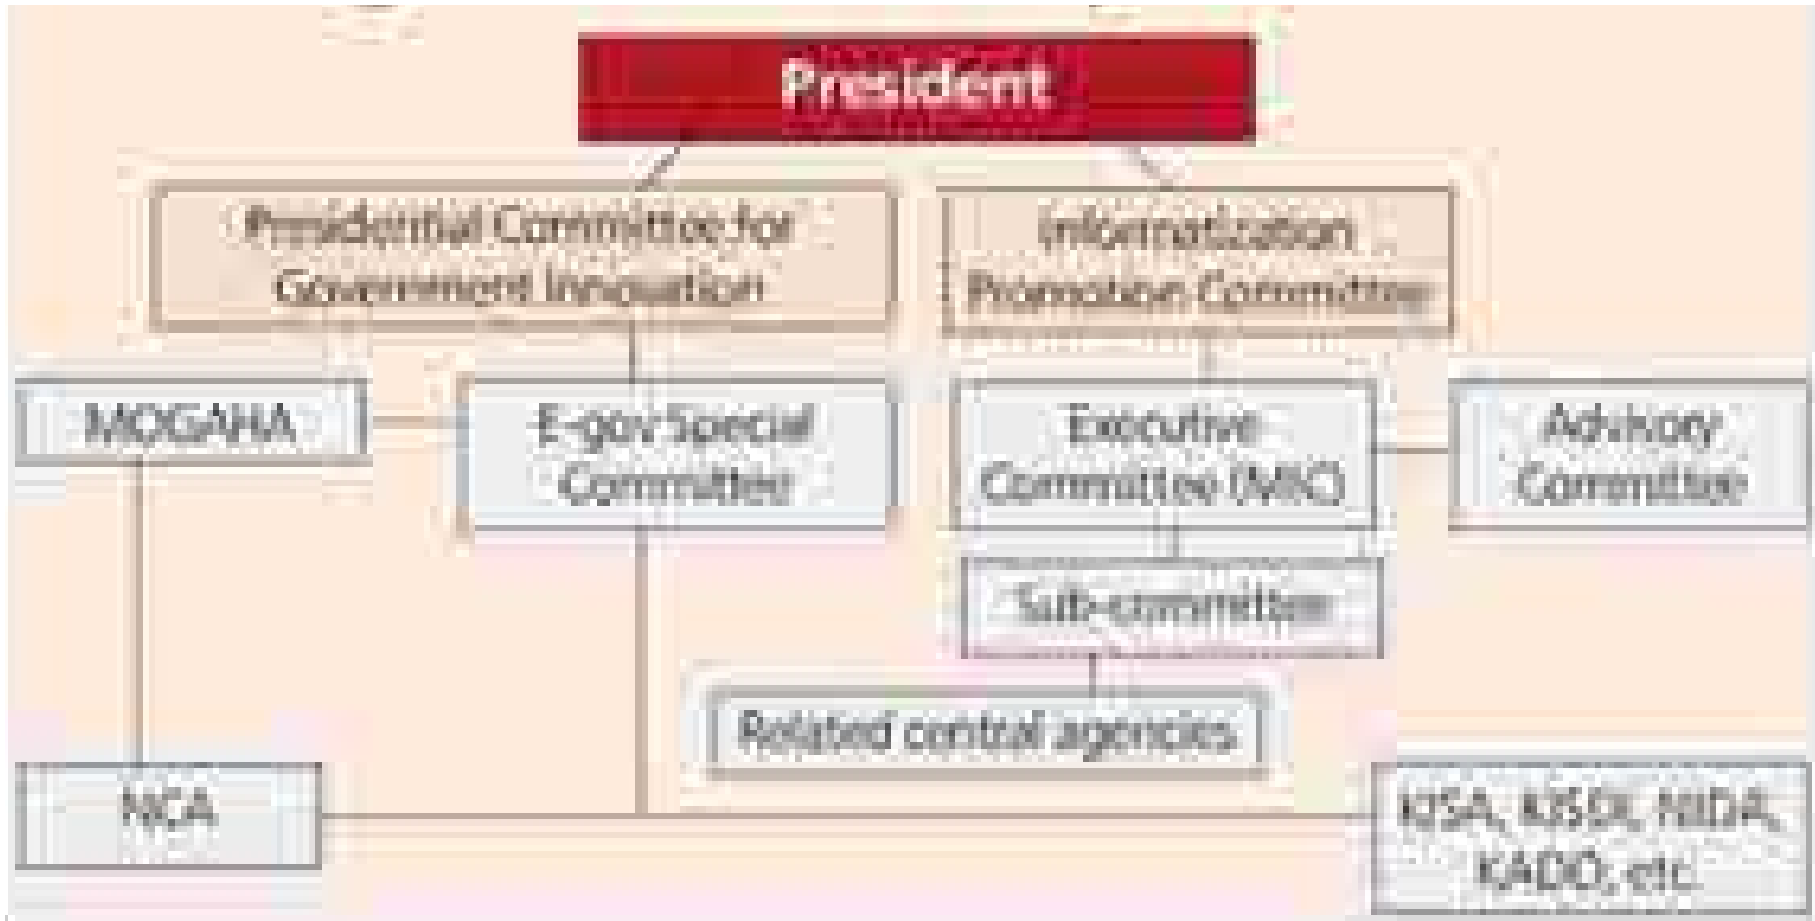 President
Presidential Committee for
Government Innovation
Informatization
Promotion Committee
MOGAHA
E-gov Special
Committee
Executive
Committee (MIC)
Advisory
Committee
Sub-committee
Related central agencies
NCA
KISA, KISDI, NIDA,
KADO, etc.